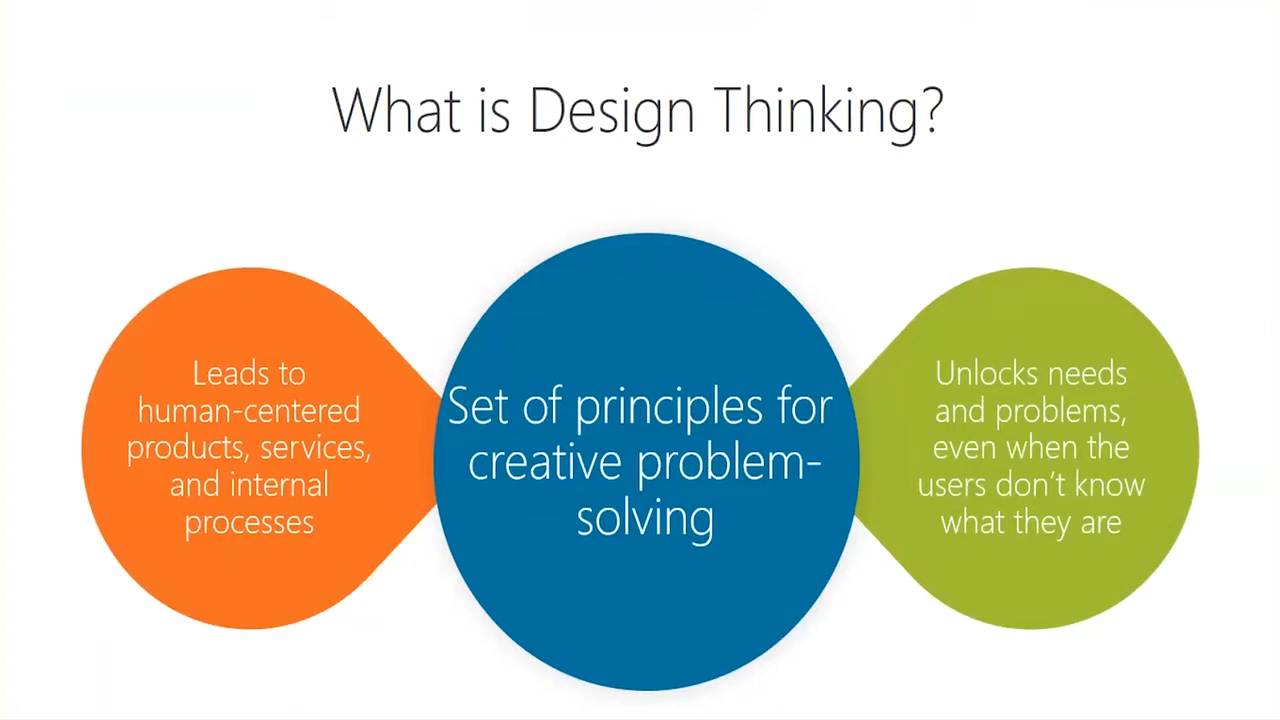 What is Design Thinking?
Leads to
human-centered
products, services,
and internal
processes
Set of principles for
creative problem-
solving
Unlocks needs
and problems,
even when the
users don’t know
what they are